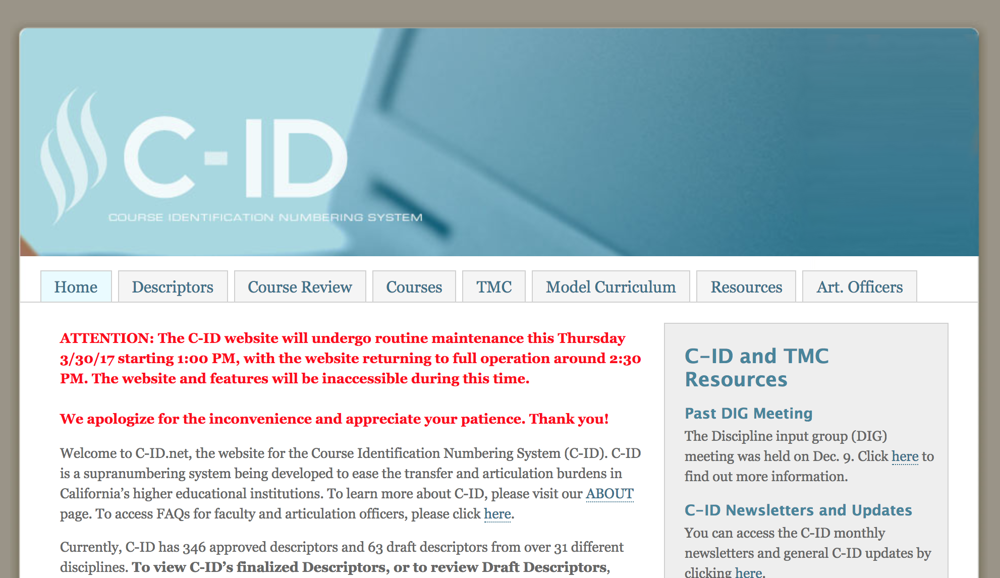 C-ID
COURSE IDENTIFICATION NUMBERING SYSTEM
Home
Descriptors
Course Review
Courses
TMC
Model Curriculum
Resources
Art. Officers
ATTENTION: The C-ID website will undergo routine maintenance this Thursday
3/30/17 starting 1:00 PM, with the website returning to full operation around 2:30
PM. The website and features will be inaccessible during this time.
We apologize for the inconvenience and appreciate your patience. Thank you!
Welcome to C-ID.net, the website for the Course Identification Numbering System (C-ID). C-ID
is a supranumbering system being developed to ease the transfer and articulation burdens in
California’s higher educational institutions. To learn more about C-ID, please visit our ABOUT
page. To access FAQs for faculty and articulation officers, please click here.
Currently, C-ID has 346 approved descriptors and 63 draft descriptors from over 31 different
disciplines. To view C-ID’s finalized Descriptors, or to review Draft Descriptors,
C-ID and TMC
Resources
Past DIG Meeting
The Discipline input group (DIG)
meeting was held on Dec. 9. Click here to
find out more information.
C-ID Newsletters and Updates
You can access the C-ID monthly
newsletters and general C-ID updates by
clicking here.